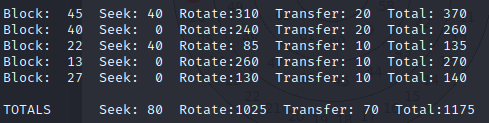 Block:  45  Seek: 40  Rotate:310  Transfer: 20  Total: 370
Block:  40  Seek:  0  Rotate:240  Transfer: 20  Total: 260
Block:  22  Seek: 40  Rotate: 85  Transfer: 10  Total: 135
Block:  13  Seek:  0  Rotate:260  Transfer: 10  Total: 270
Block:  27  Seek:  0  Rotate:130  Transfer: 10  Total: 140
TOTALS      Seek: 80  Rotate:1025  Transfer: 70  Total:1175